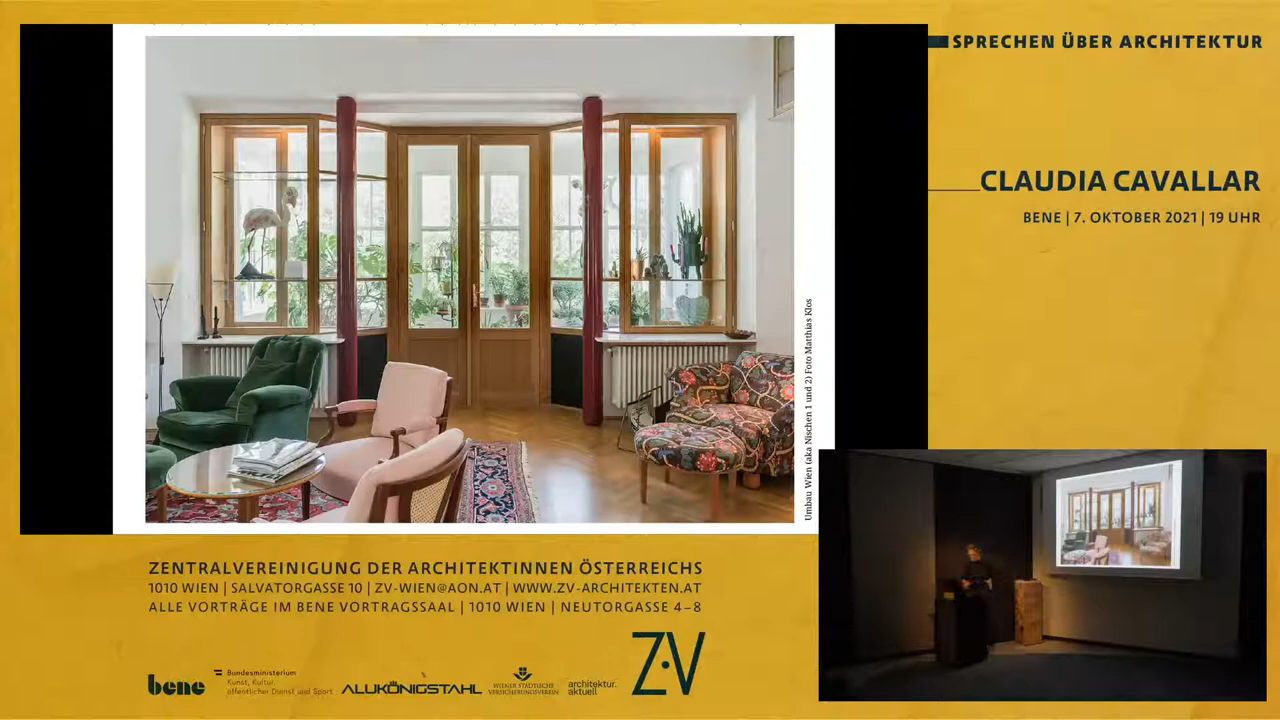 SPRECHEN ÜBER ARCHITEKTUR
CLAUDIA CAVALLAR
BENE | 7. OKTOBER 2021 | 19 UHR
Umbau Wien (aka Nischen 1 und 2) Foto Matthias Klos
ZENTRALVEREINIGUNG DER ARCHITEKTINNEN ÖSTERREICHS
1010 WIEN | SALVATORGASSE 10 | ZV-WIEN@AON.AT | WWW.ZV-ARCHITEKTEN.AT
ALLE VORTRÄGE IM BENE VORTRAGSSAAL | 1010 WIEN | NEUTORGASSE 4–8
bene
Bundesministerium
Kunst, Kultur,
öffentlicher Dienst und Sport
ALUKÖNIGSTAHL
WIENER STÄDTISCHE
VERSICHERUNGSVEREIN
architektur.
aktuell
ZV